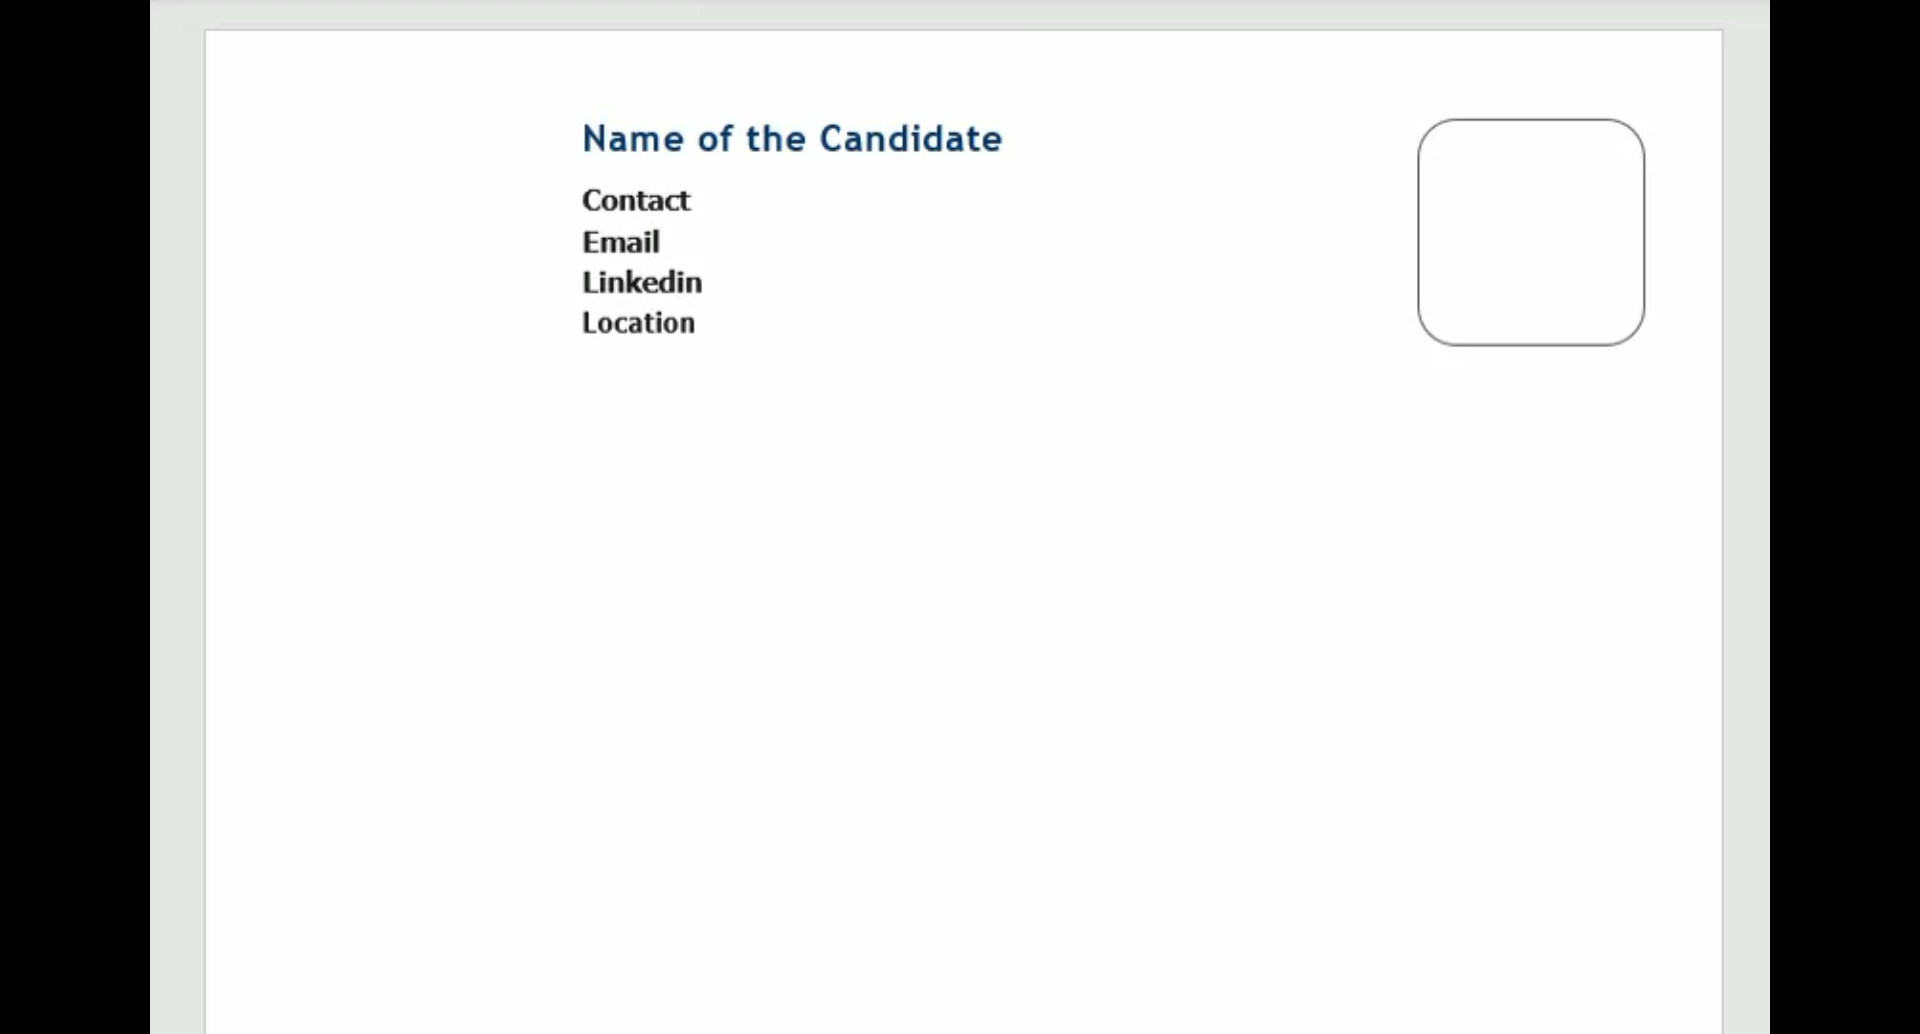 Name of the Candidate
Contact
Email
Linkedin
Location